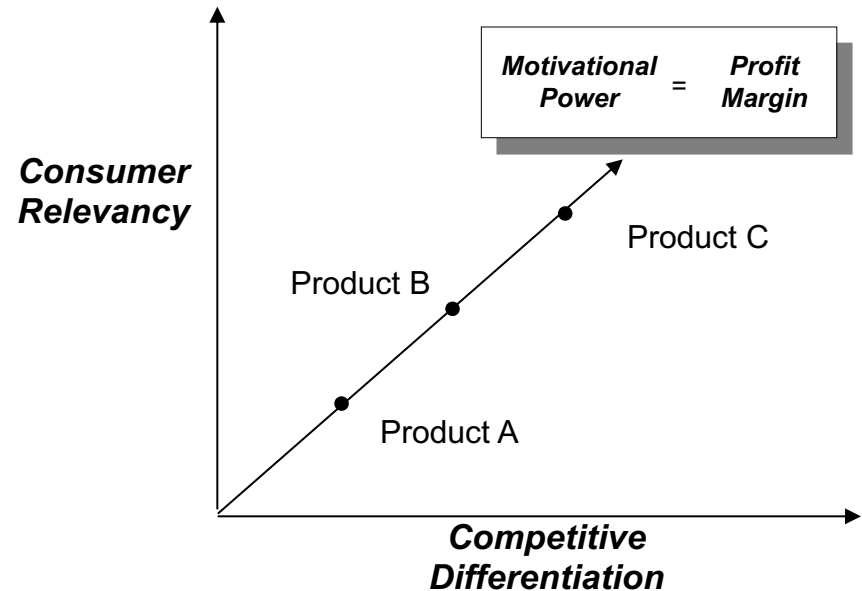 Motivational Profit
Power = Margin
Consumer
Relevancy
Product C
Product B
Product A
Competitive
Differentiation